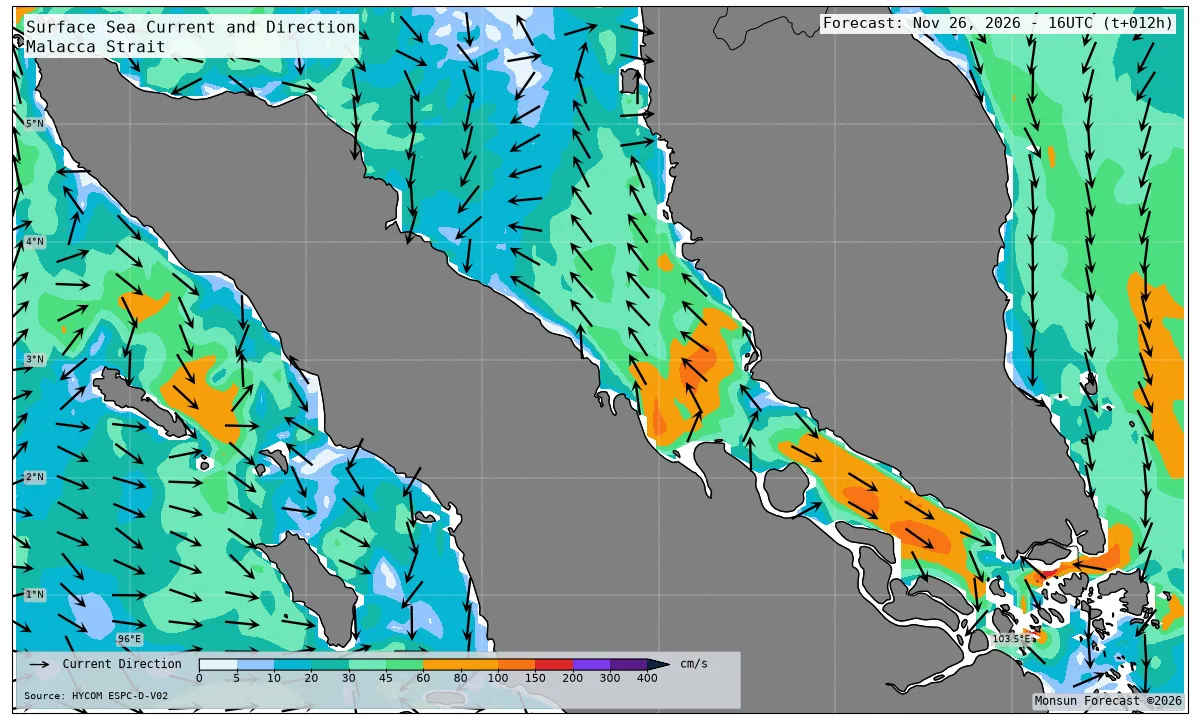 Surface Sea Current and Direction
Malacca Strait
Forecast: Nov 26, 2026 - 16UTC (t+012h)
5°N
4°N
3°N
2°N
1°N
96°E
103.5°E
Current Direction
0 5 10 20 30 45 60 80 100 150 200 300 400
cm/s
Source: HYCOM ESPC-D-V02
Monsun Forecast ©2026